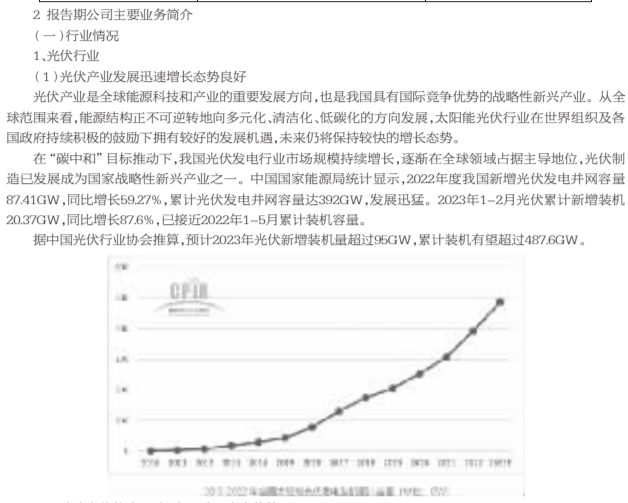 2 报告期公司主要业务简介
(一)行业情况
1、光伏行业
(1)光伏产业发展迅速增长态势良好
光伏产业是全球能源科技和产业的重要发展方向,也是我国具有国际竞争优势的战略性新兴产业。从全
球范围来看,能源结构正不可逆转地向多元化、清洁化、低碳化的方向发展,太阳能光伏行业在世界组织及各
国政府持续积极的鼓励下拥有较好的发展机遇,未来仍将保持较快的增长态势。
在“碳中和”目标推动下,我国光伏发电行业市场规模持续增长,逐渐在全球领域占据主导地位,光伏制
造已发展成为国家战略性新兴产业之一。中国国家能源局统计显示,2022年度我国新增光伏发电并网容量
87.41GW,同比增长59.27%,累计光伏发电并网容量达392GW,发展迅猛。2023年1-2月光伏累计新增装机
20.37GW,同比增长87.6%,已接近2022年1-5月累计装机容量。
据中国光伏行业协会推算,预计2023年光伏新增装机量超过95GW,累计装机有望超过487.6GW。
CPIA